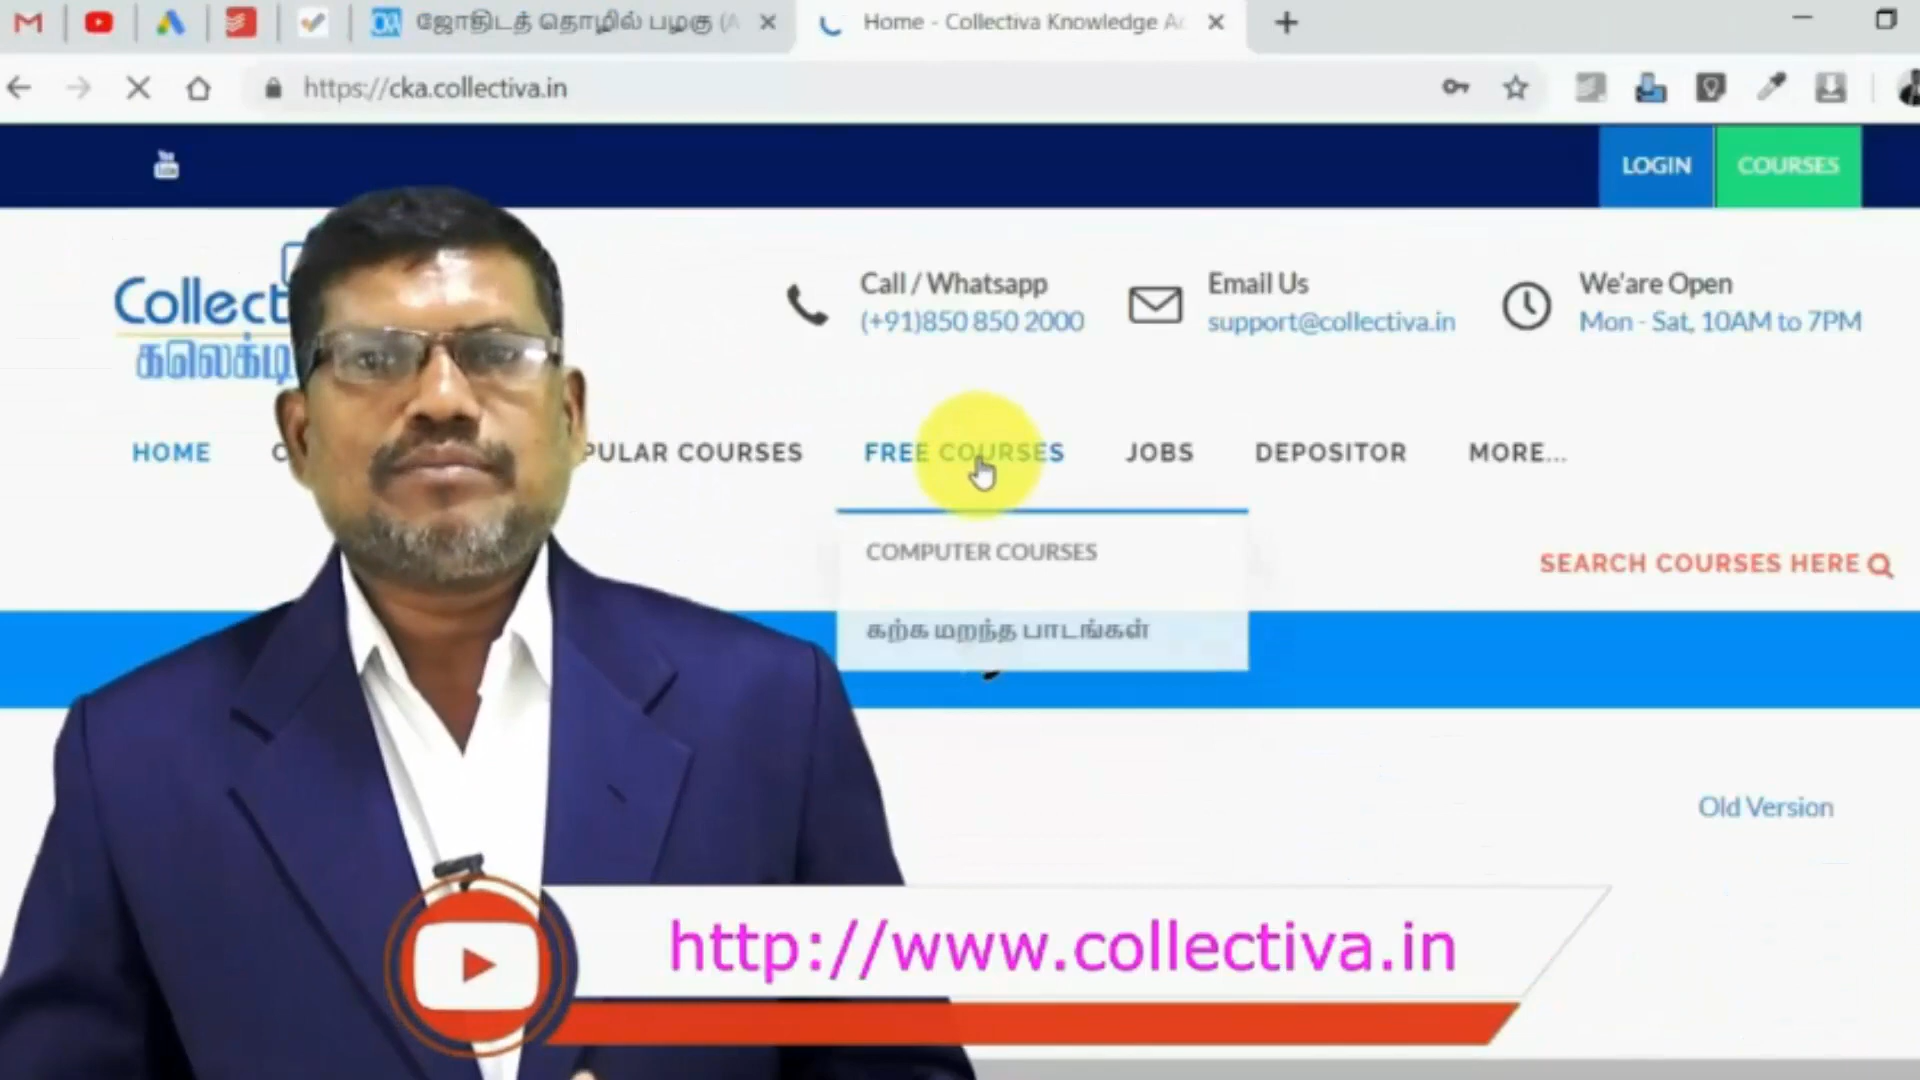 ஜோதிடத் தொழில் பழகு (A
Home - Collectiva Knowledge Ac
https://cka.collectiva.in
LOGIN
COURSES
Collect
கலெக்டி
Call / Whatsapp
(+91)850 850 2000
Email Us
support@collectiva.in
We'are Open
Mon - Sat, 10AM to 7PM
HOME
PULAR COURSES
FREE COURSES
JOBS
DEPOSITOR
MORE...
COMPUTER COURSES
கற்க மறந்த பாடங்கள்
SEARCH COURSES HERE
Old Version
http://www.collectiva.in